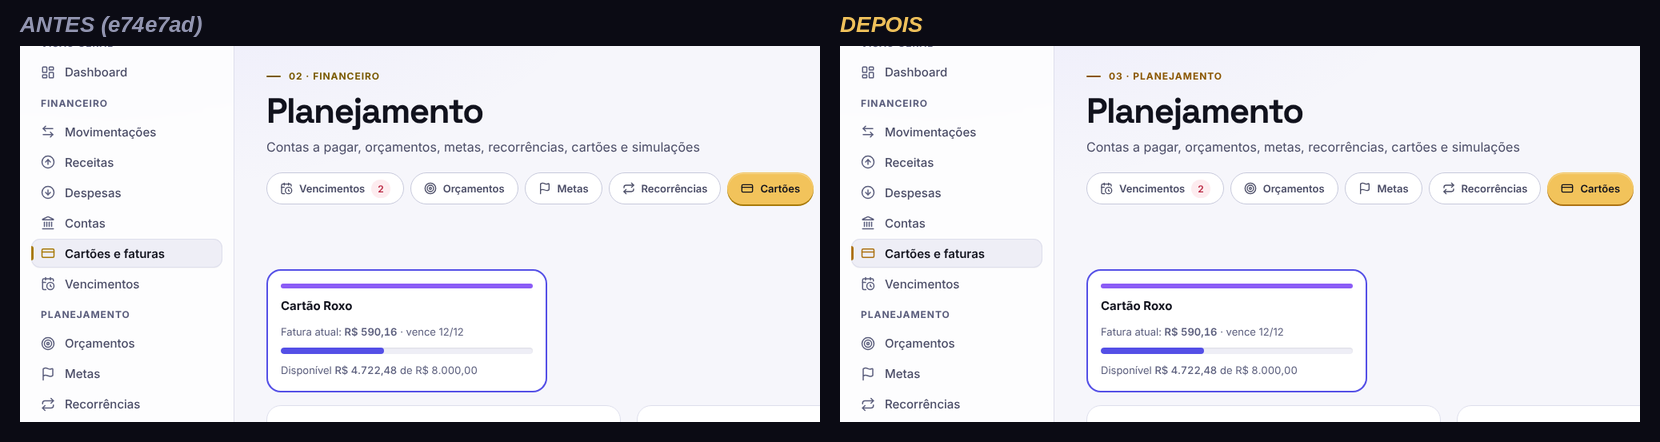 ANTES (e74e7ad)
Dashboard
FINANCEIRO
Movimentações
Receitas
Despesas
Contas
Cartões e faturas
Vencimentos
PLANEJAMENTO
Orçamentos
Metas
Recorrências
02 · FINANCEIRO
Planejamento
Contas a pagar, orçamentos, metas, recorrências, cartões e simulações
Vencimentos 2 Orçamentos Metas Recorrências Cartões
Cartão Roxo
Fatura atual: R$ 590,16 · vence 12/12
Disponível R$ 4.722,48 de R$ 8.000,00
DEPOIS
Dashboard
FINANCEIRO
Movimentações
Receitas
Despesas
Contas
Cartões e faturas
Vencimentos
PLANEJAMENTO
Orçamentos
Metas
Recorrências
03 · PLANEJAMENTO
Planejamento
Contas a pagar, orçamentos, metas, recorrências, cartões e simulações
Vencimentos 2 Orçamentos Metas Recorrências Cartões
Cartão Roxo
Fatura atual: R$ 590,16 · vence 12/12
Disponível R$ 4.722,48 de R$ 8.000,00